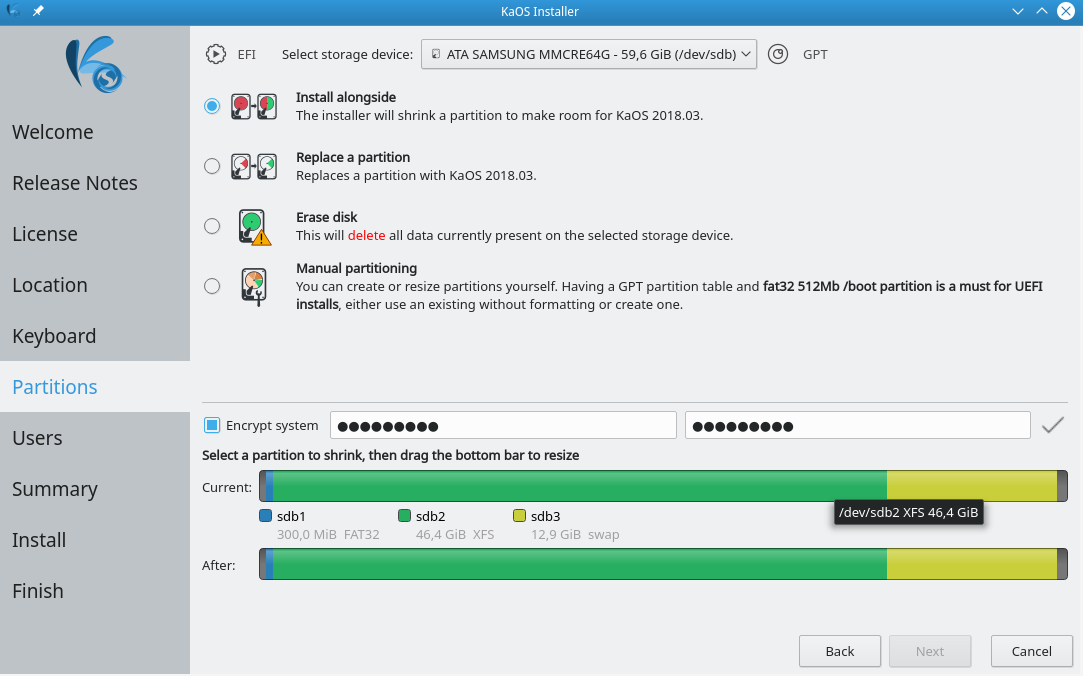 KaOS Installer
EFI Select storage device: ATA SAMSUNG MMCRE64G - 59,6 GiB (/dev/sdb) GPT
Install alongside
The installer will shrink a partition to make room for KaOS 2018.03.
Replace a partition
Replaces a partition with KaOS 2018.03.
Erase disk
This will delete all data currently present on the selected storage device.
Manual partitioning
You can create or resize partitions yourself. Having a GPT partition table and fat32 512Mb /boot partition is a must for UEFI
installs, either use an existing without formatting or create one.
Welcome
Release Notes
License
Location
Keyboard
Partitions
Users
Summary
Install
Finish
Encrypt system ●●●●●●●●● ●●●●●●●●●
Select a partition to shrink, then drag the bottom bar to resize
Current:
sdb1 sdb2 sdb3
300,0 MiB FAT32 46,4 GiB XFS 12,9 GiB swap
/dev/sdb2 XFS 46,4 GiB
After:
Back Next Cancel